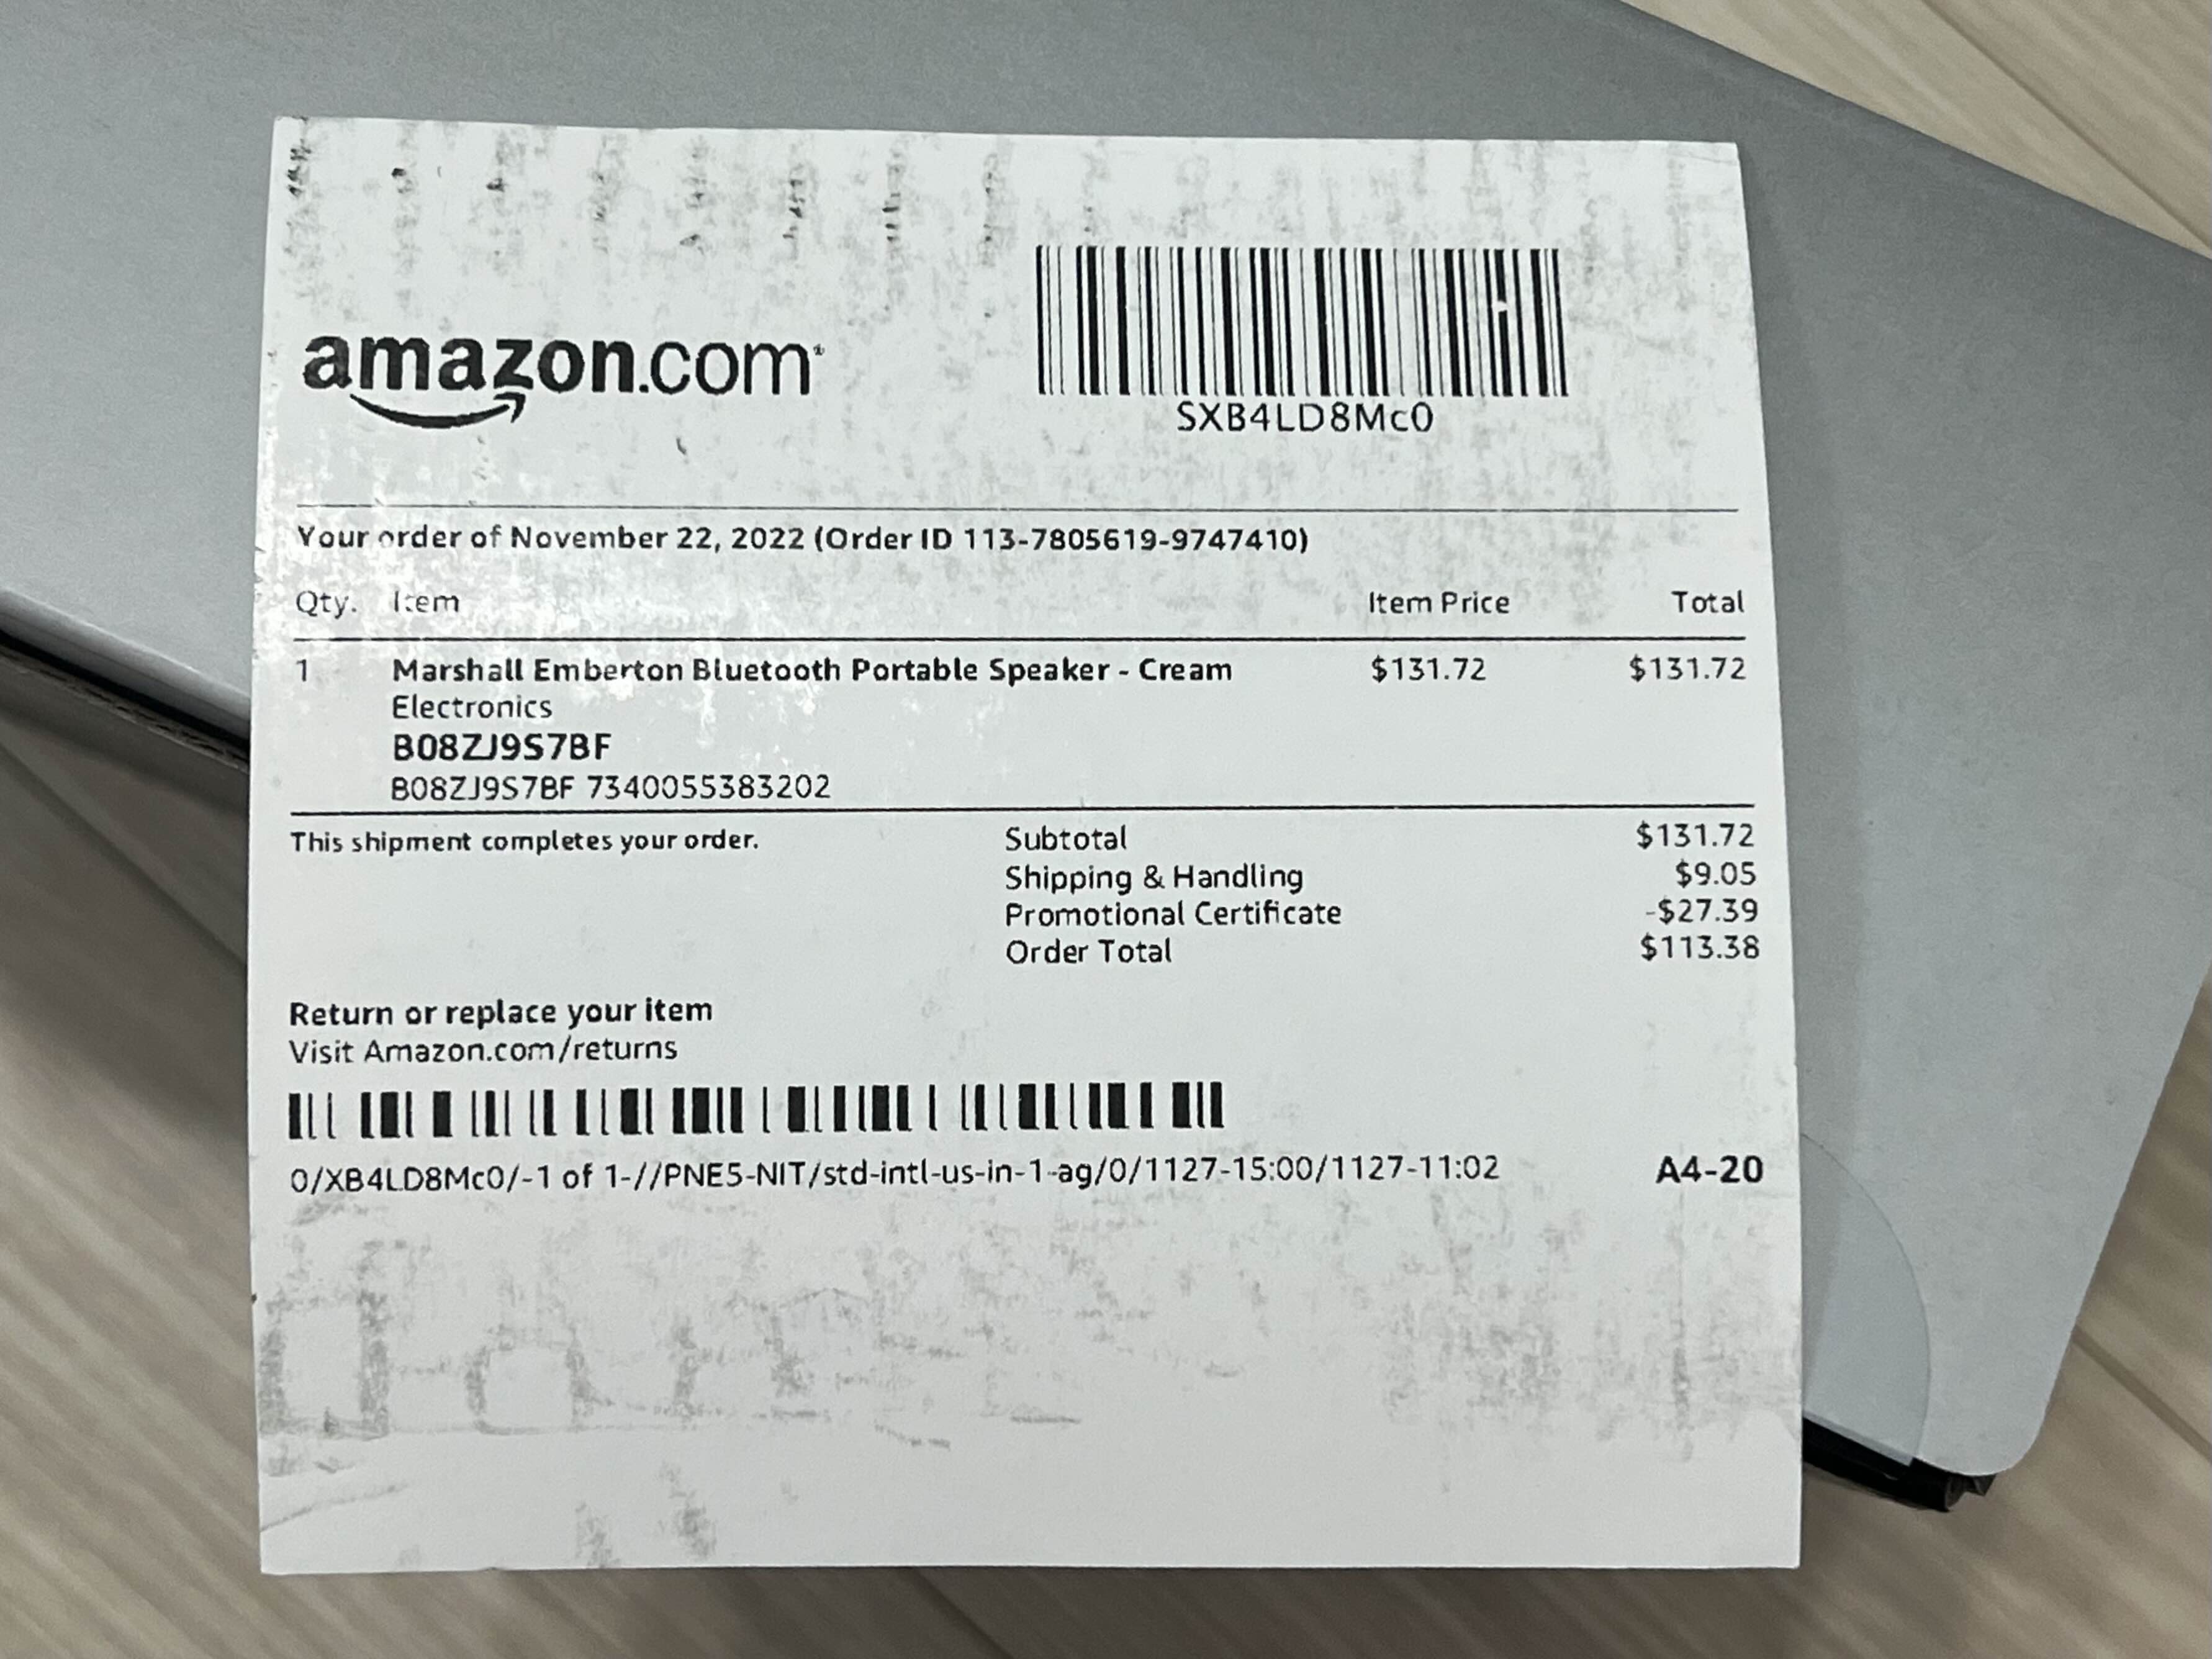 amazon.com
SXB4LD8Mc0
Your order of November 22, 2022 (Order ID 113-7805619-9747410)
Qty. Item Item Price Total
1 Marshall Emberton Bluetooth Portable Speaker - Cream $131.72 $131.72
Electronics
B08ZJ9S7BF
B08ZJ9S7BF 7340055383202
This shipment completes your order. Subtotal $131.72
Shipping & Handling $9.05
Promotional Certificate -$27.39
Order Total $113.38
Return or replace your item
Visit Amazon.com/returns
0/XB4LD8Mc0/-1 of 1-//PNE5-NIT/std-intl-us-in-1-ag/0/1127-15:00/1127-11:02 A4-20